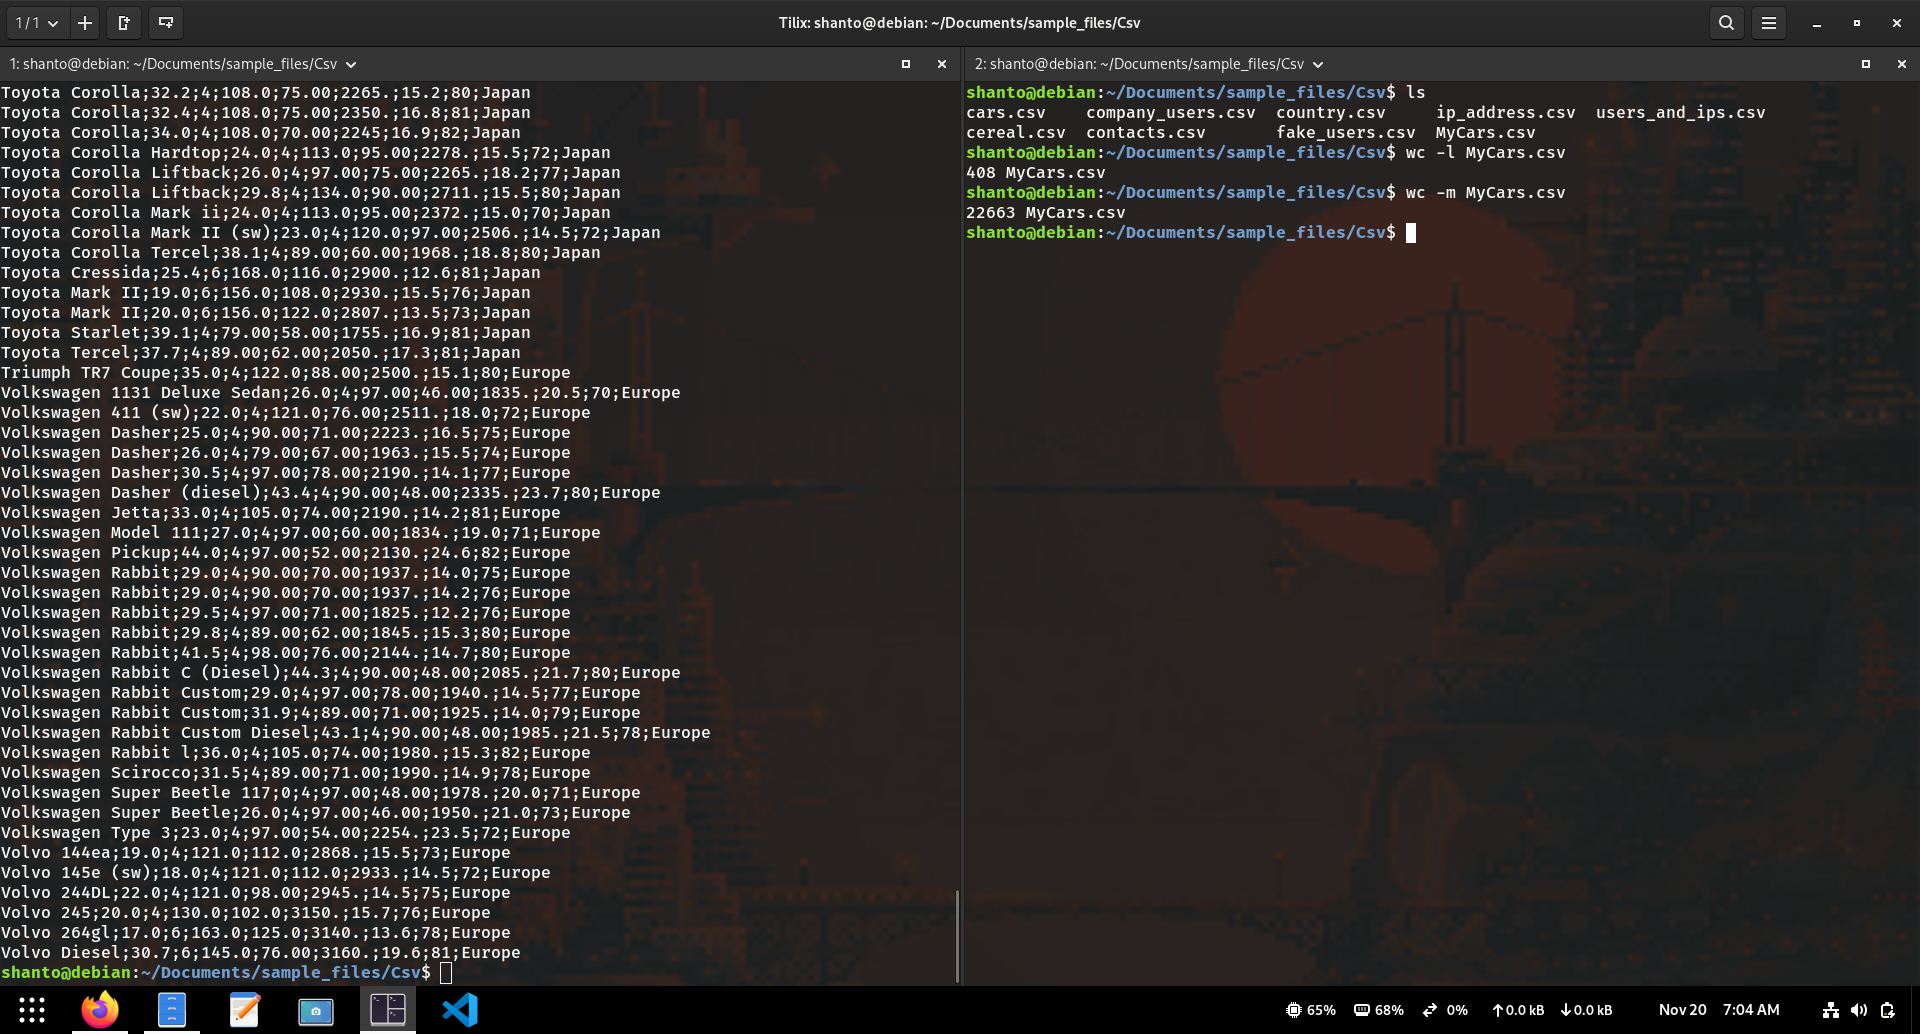 1 / 1
Tilix: shanto@debian: ~/Documents/sample_files/Csv
1: shanto@debian: ~/Documents/sample_files/Csv
Toyota Corolla;32.2;4;108.0;75.00;2265.;15.2;80;Japan
Toyota Corolla;32.4;4;108.0;75.00;2350.;16.8;81;Japan
Toyota Corolla;34.0;4;108.0;70.00;2245;16.9;82;Japan
Toyota Corolla Hardtop;24.0;4;113.0;95.00;2278.;15.5;72;Japan
Toyota Corolla Liftback;26.0;4;97.00;75.00;2265.;18.2;77;Japan
Toyota Corolla Liftback;29.8;4;134.0;90.00;2711.;15.5;80;Japan
Toyota Corolla Mark ii;24.0;4;113.0;95.00;2372.;15.0;70;Japan
Toyota Corolla Mark II (sw);23.0;4;120.0;97.00;2506.;14.5;72;Japan
Toyota Corolla Tercel;38.1;4;89.00;60.00;1968.;18.8;80;Japan
Toyota Cressida;25.4;6;168.0;116.0;2900.;12.6;81;Japan
Toyota Mark II;19.0;6;156.0;108.0;2930.;15.5;76;Japan
Toyota Mark II;20.0;6;156.0;122.0;2807.;13.5;73;Japan
Toyota Starlet;39.1;4;79.00;58.00;1755.;16.9;81;Japan
Toyota Tercel;37.7;4;89.00;62.00;2050.;17.3;81;Japan
Triumph TR7 Coupe;35.0;4;122.0;88.00;2500.;15.1;80;Europe
Volkswagen 1131 Deluxe Sedan;26.0;4;97.00;46.00;1835.;20.5;70;Europe
Volkswagen 411 (sw);22.0;4;121.0;76.00;2511.;18.0;72;Europe
Volkswagen Dasher;25.0;4;90.00;71.00;2223.;16.5;75;Europe
Volkswagen Dasher;26.0;4;79.00;67.00;1963.;15.5;74;Europe
Volkswagen Dasher;30.5;4;97.00;78.00;2190.;14.1;77;Europe
Volkswagen Dasher (diesel);43.4;4;90.00;48.00;2335.;23.7;80;Europe
Volkswagen Jetta;33.0;4;105.0;74.00;2190.;14.2;81;Europe
Volkswagen Model 111;27.0;4;97.00;60.00;1834.;19.0;71;Europe
Volkswagen Pickup;44.0;4;97.00;52.00;2130.;24.6;82;Europe
Volkswagen Rabbit;29.0;4;90.00;70.00;1937.;14.0;75;Europe
Volkswagen Rabbit;29.0;4;90.00;70.00;1937.;14.2;76;Europe
Volkswagen Rabbit;29.5;4;97.00;71.00;1825.;12.2;76;Europe
Volkswagen Rabbit;29.8;4;89.00;62.00;1845.;15.3;80;Europe
Volkswagen Rabbit;41.5;4;98.00;76.00;2144.;14.7;80;Europe
Volkswagen Rabbit C (Diesel);44.3;4;90.00;48.00;2085.;21.7;80;Europe
Volkswagen Rabbit Custom;29.0;4;97.00;78.00;1940.;14.5;77;Europe
Volkswagen Rabbit Custom;31.9;4;89.00;71.00;1925.;14.0;79;Europe
Volkswagen Rabbit Custom Diesel;43.1;4;90.00;48.00;1985.;21.5;78;Europe
Volkswagen Rabbit l;36.0;4;105.0;74.00;1980.;15.3;82;Europe
Volkswagen Scirocco;31.5;4;89.00;71.00;1990.;14.9;78;Europe
Volkswagen Super Beetle 117;0;4;97.00;48.00;1978.;20.0;71;Europe
Volkswagen Super Beetle;26.0;4;97.00;46.00;1950.;21.0;73;Europe
Volkswagen Type 3;23.0;4;97.00;54.00;2254.;23.5;72;Europe
Volvo 144ea;19.0;4;121.0;112.0;2868.;15.5;73;Europe
Volvo 145e (sw);18.0;4;121.0;112.0;2933.;14.5;72;Europe
Volvo 244DL;22.0;4;121.0;98.00;2945.;14.5;75;Europe
Volvo 245;20.0;4;130.0;102.0;3150.;15.7;76;Europe
Volvo 264gl;17.0;6;163.0;125.0;3140.;13.6;78;Europe
Volvo Diesel;30.7;6;145.0;76.00;3160.;19.6;81;Europe
shanto@debian:~/Documents/sample_files/Csv$
2: shanto@debian: ~/Documents/sample_files/Csv
shanto@debian:~/Documents/sample_files/Csv$ ls
cars.csv    company_users.csv  country.csv     ip_address.csv  users_and_ips.csv
cereal.csv  contacts.csv       fake_users.csv  MyCars.csv
shanto@debian:~/Documents/sample_files/Csv$ wc -l MyCars.csv
408 MyCars.csv
shanto@debian:~/Documents/sample_files/Csv$ wc -m MyCars.csv
22663 MyCars.csv
shanto@debian:~/Documents/sample_files/Csv$
65% 68% 0% 0.0 kB 0.0 kB Nov 20 7:04 AM